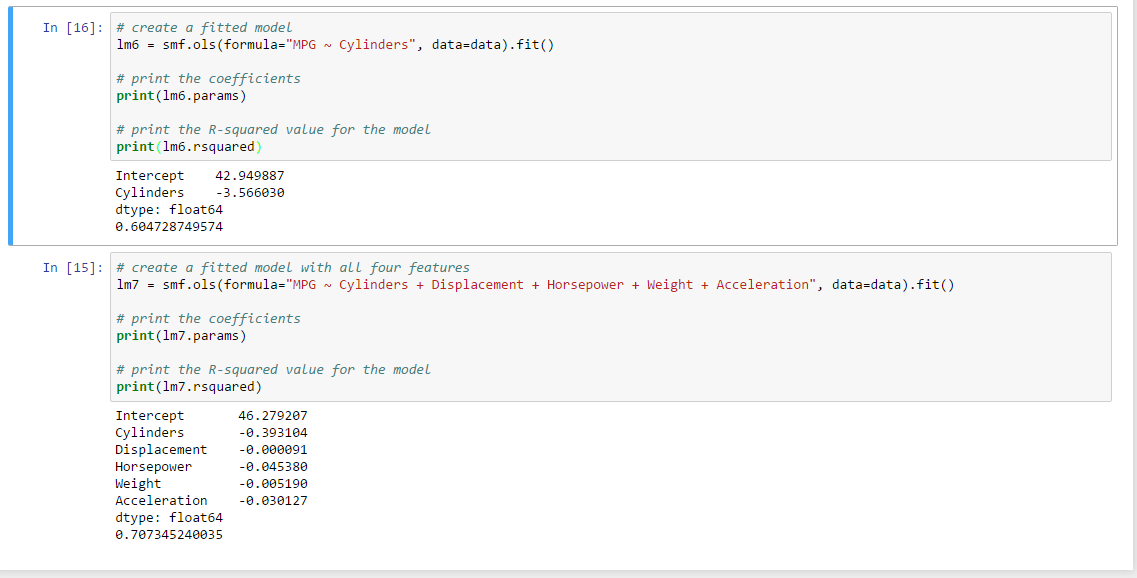 In [16]: # create a fitted model
lm6 = smf.ols(formula="MPG ~ Cylinders", data=data).fit()
# print the coefficients
print(lm6.params)
# print the R-squared value for the model
print(lm6.rsquared)
Intercept    42.949887
Cylinders    -3.566030
dtype: float64
0.604728749574
In [15]: # create a fitted model with all four features
lm7 = smf.ols(formula="MPG ~ Cylinders + Displacement + Horsepower + Weight + Acceleration", data=data).fit()
# print the coefficients
print(lm7.params)
# print the R-squared value for the model
print(lm7.rsquared)
Intercept       46.279207
Cylinders       -0.393104
Displacement    -0.000091
Horsepower      -0.045380
Weight          -0.005190
Acceleration    -0.030127
dtype: float64
0.707345240035